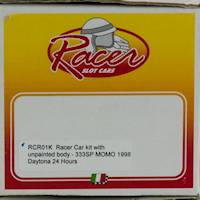 Racer
SLOT CARS
RCR01K Racer Car kit with
unpainted body - 333SP MOMO 1998
Daytona 24 Hours